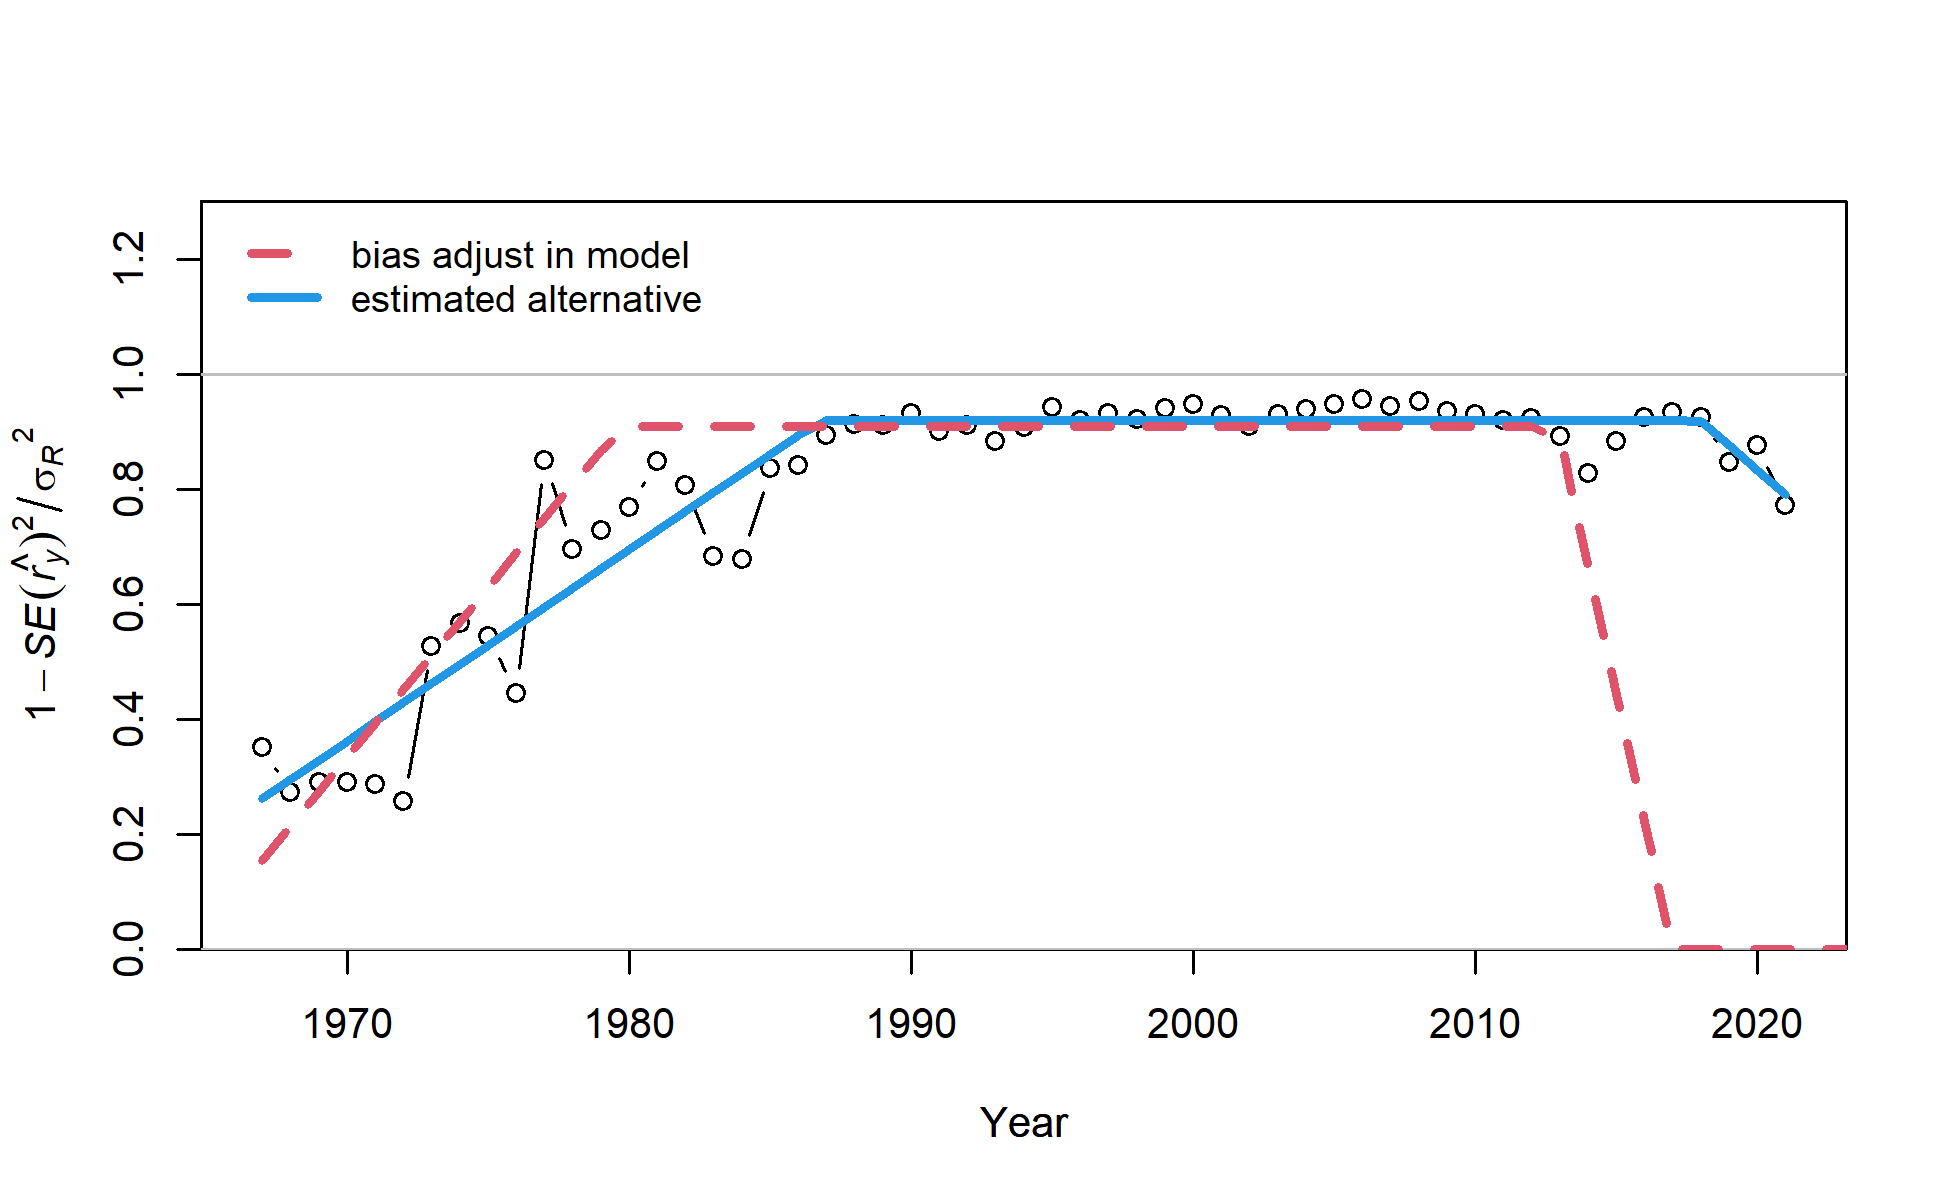 bias adjust in model
estimated alternative
1 − SE(r̂y)² / σR²
1.2
1.0
0.8
0.6
0.4
0.2
0.0
1970 1980 1990 2000 2010 2020
Year